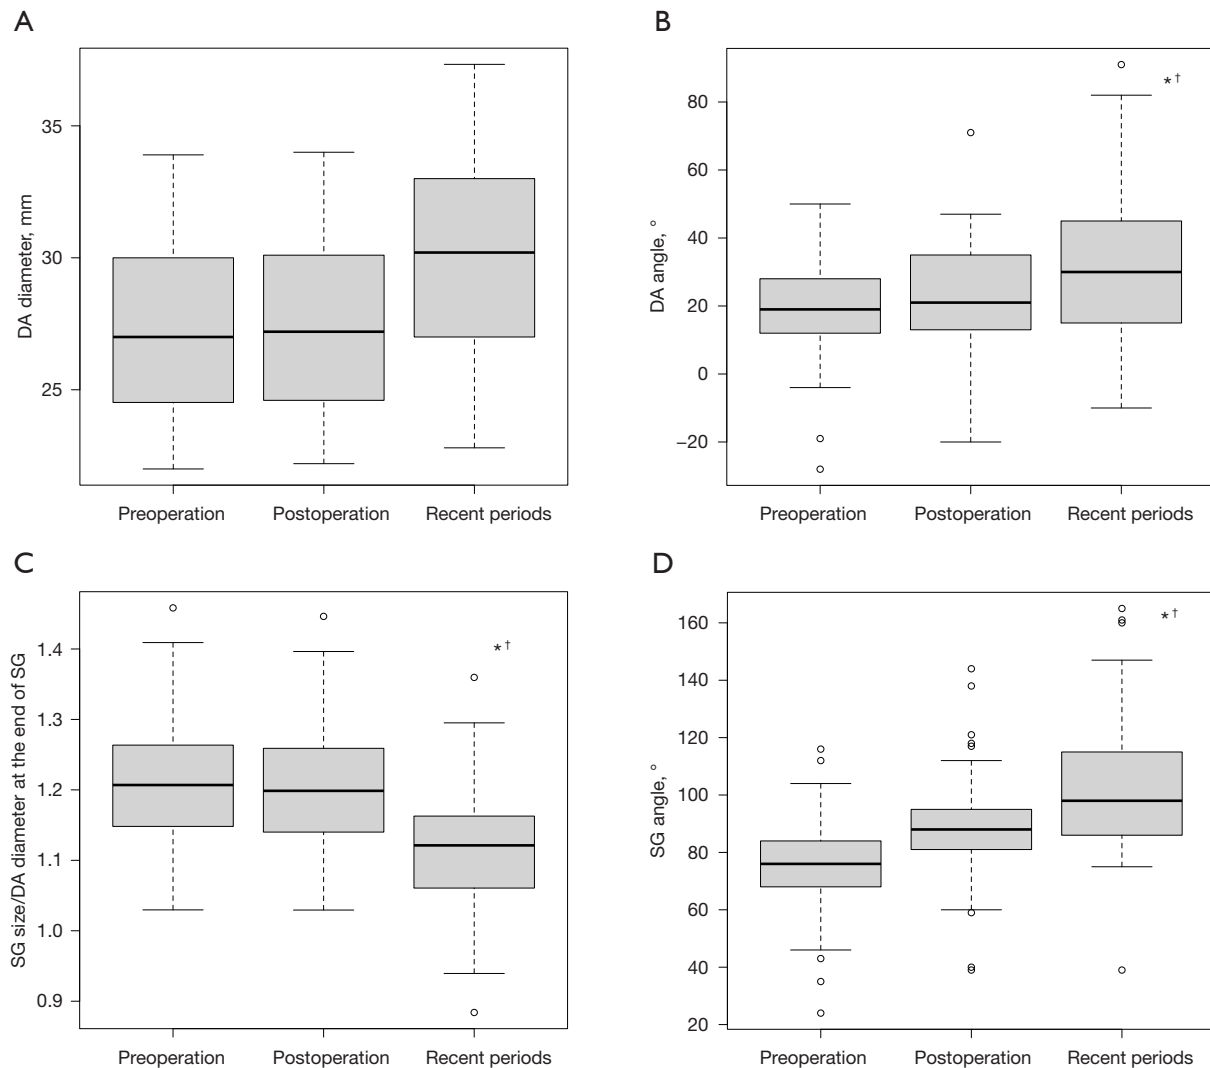 A
DA diameter, mm
35
30
25
Preoperation Postoperation Recent periods
B
DA angle, °
80
60
40
20
0
−20
* †
Preoperation Postoperation Recent periods
C
SG size/DA diameter at the end of SG
1.4
1.3
1.2
1.1
1.0
0.9
* †
Preoperation Postoperation Recent periods
D
SG angle, °
160
140
120
100
80
60
40
20
* †
Preoperation Postoperation Recent periods